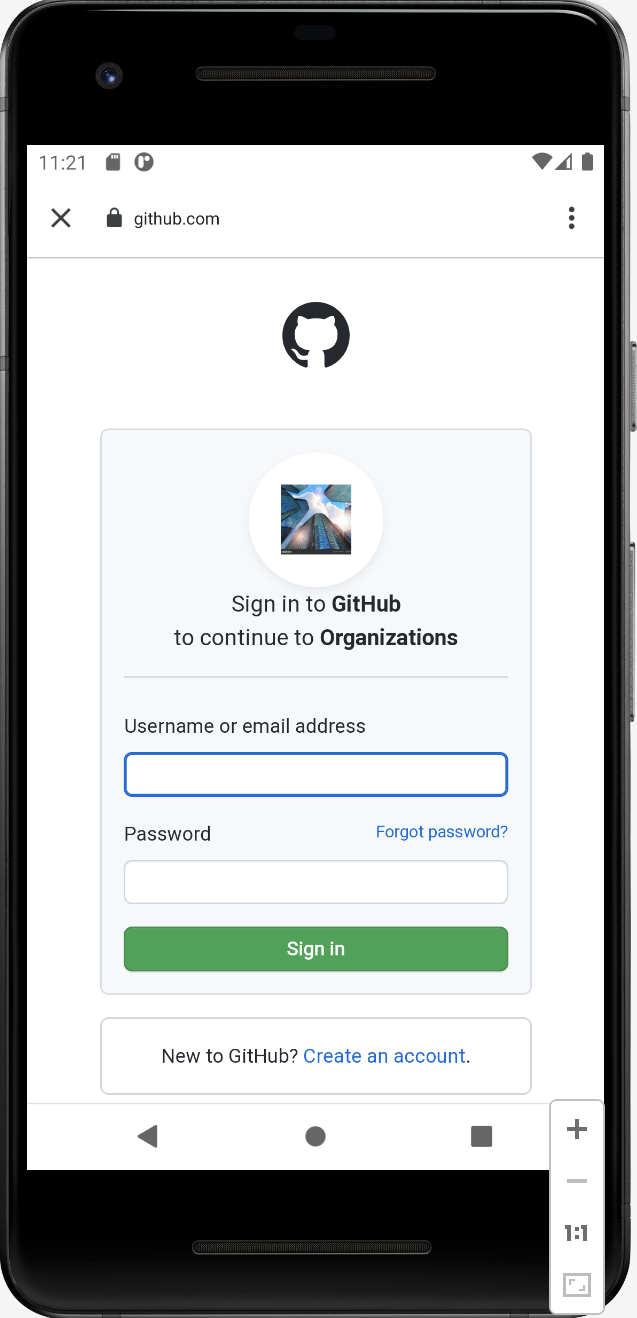 11:21
github.com
Sign in to GitHub
to continue to Organizations
Username or email address
Password Forgot password?
Sign in
New to GitHub? Create an account.
1:1